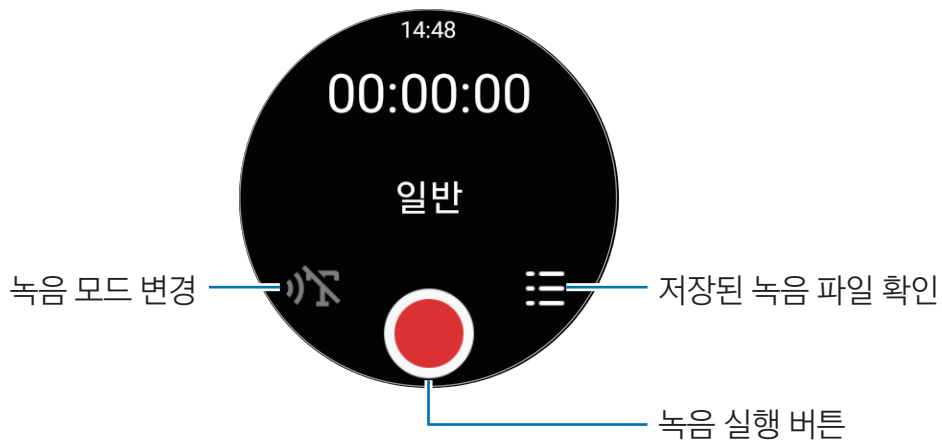 14:48
00:00:00
일반
녹음 모드 변경
저장된 녹음 파일 확인
녹음 실행 버튼